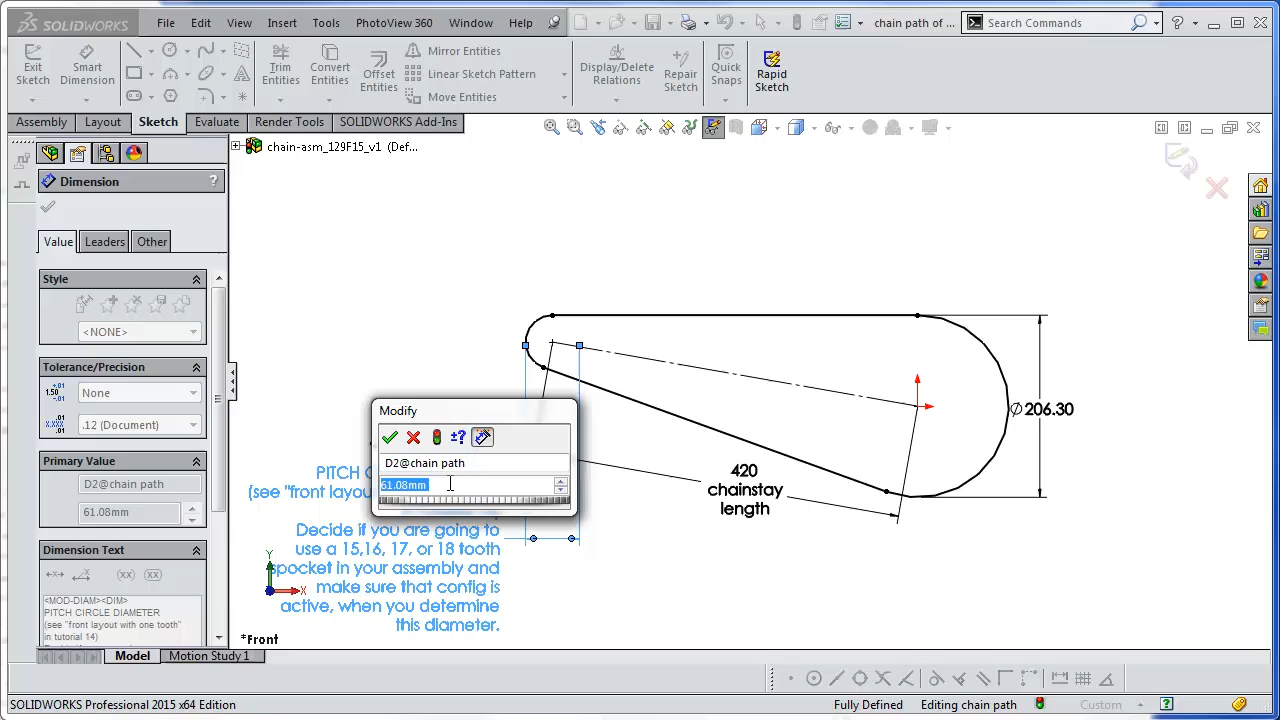 SOLIDWORKS
File Edit View Insert Tools PhotoView 360 Window Help
chain path of ...
Search Commands
Exit Sketch
Smart Dimension
Trim Entities
Convert Entities
Offset Entities
Mirror Entities
Linear Sketch Pattern
Move Entities
Display/Delete Relations
Repair Sketch
Quick Snaps
Rapid Sketch
Assembly Layout Sketch Evaluate Render Tools SOLIDWORKS Add-Ins
chain-asm_129F15_v1 (Def...
Dimension ?
Value Leaders Other
Style
<NONE>
Tolerance/Precision
None
.12 (Document)
Primary Value
D2@chain path
61.08mm
Dimension Text
<MOD-DIAM><DIM>
PITCH CIRCLE DIAMETER
(see "front layout with one tooth"
in tutorial 14)
Modify
D2@chain path
61.08mm
PITCH C
(see "front layou
Decide if you are going to
use a 15,16, 17, or 18 tooth
spocket in your assembly and
make sure that config is
active, when you determine
this diameter.
420
chainstay
length
∅206.30
Y
X
*Front
Model Motion Study 1
SOLIDWORKS Professional 2015 x64 Edition
Fully Defined Editing chain path Custom